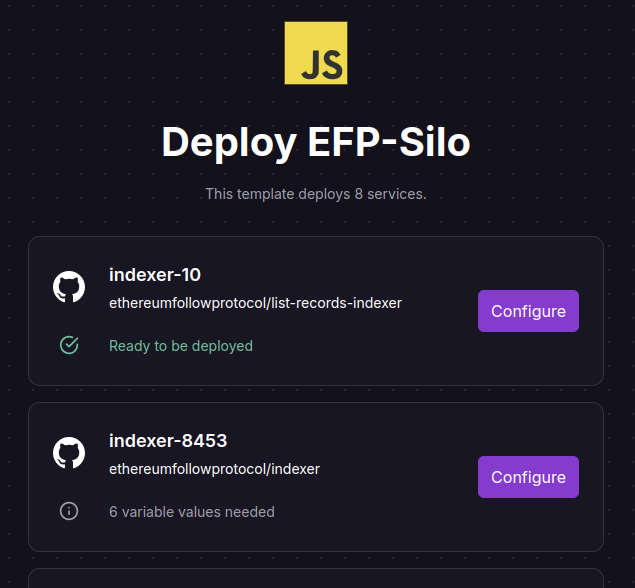 JS
Deploy EFP-Silo
This template deploys 8 services.
indexer-10
ethereumfollowprotocol/list-records-indexer
Configure
Ready to be deployed
indexer-8453
ethereumfollowprotocol/indexer
Configure
6 variable values needed